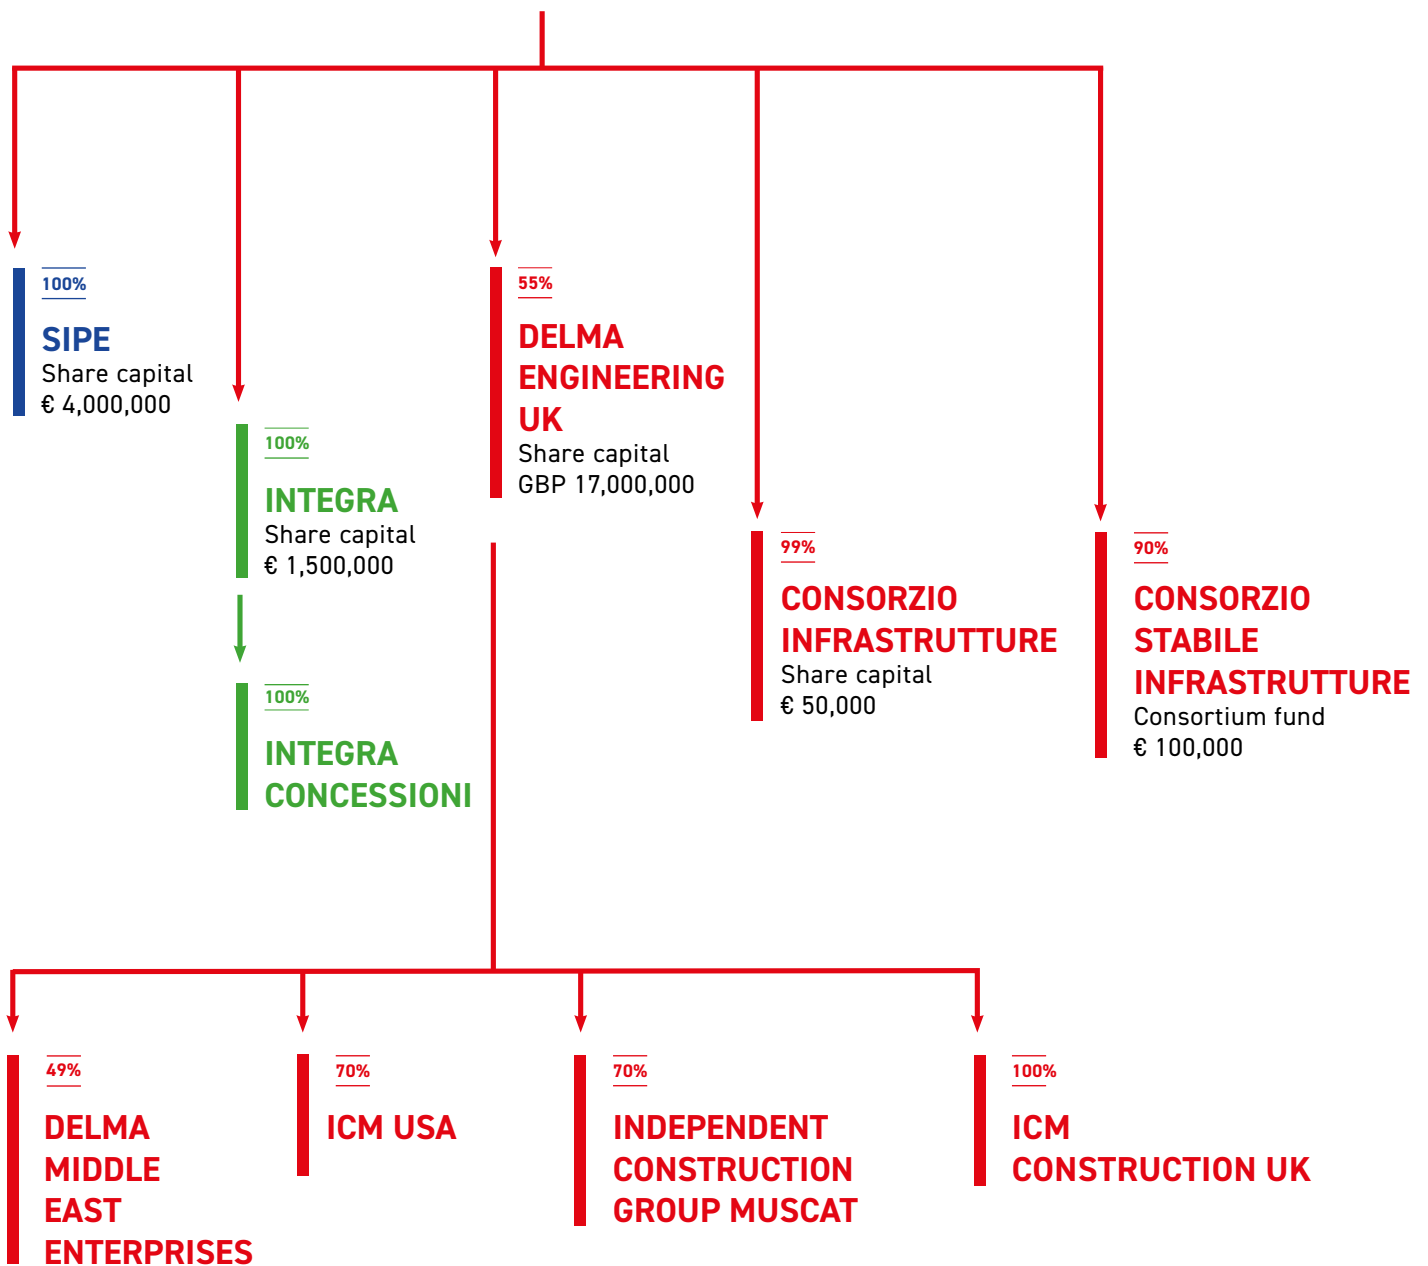 100%
SIPE
Share capital
€ 4,000,000
100%
INTEGRA
Share capital
€ 1,500,000
100%
INTEGRA
CONCESSIONI
55%
DELMA
ENGINEERING
UK
Share capital
GBP 17,000,000
99%
CONSORZIO
INFRASTRUTTURE
Share capital
€ 50,000
90%
CONSORZIO
STABILE
INFRASTRUTTURE
Consortium fund
€ 100,000
49%
DELMA
MIDDLE
EAST
ENTERPRISES
70%
ICM USA
70%
INDEPENDENT
CONSTRUCTION
GROUP MUSCAT
100%
ICM
CONSTRUCTION UK